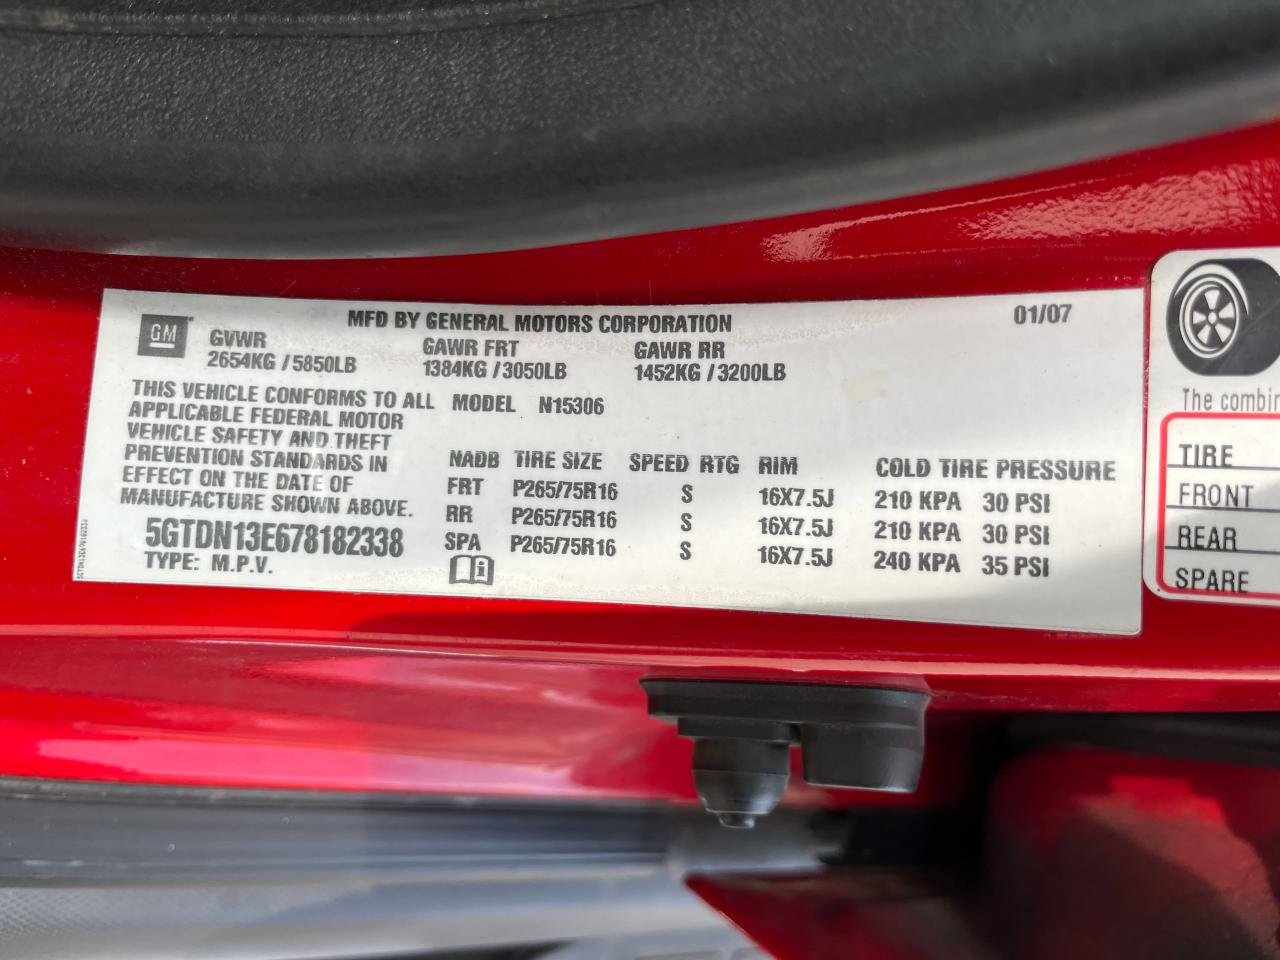 MFD BY GENERAL MOTORS CORPORATION 01/07
GM
GVWR GAWR FRT GAWR RR
2654KG / 5850LB 1384KG / 3050LB 1452KG / 3200LB
THIS VEHICLE CONFORMS TO ALL
APPLICABLE FEDERAL MOTOR
VEHICLE SAFETY AND THEFT
PREVENTION STANDARDS IN
EFFECT ON THE DATE OF
MANUFACTURE SHOWN ABOVE.
5GTDN13E678182338
TYPE: M.P.V.
MODEL N15306
NADB TIRE SIZE SPEED RTG RIM COLD TIRE PRESSURE
FRT P265/75R16 S 16X7.5J 210 KPA 30 PSI
RR P265/75R16 S 16X7.5J 210 KPA 30 PSI
SPA P265/75R16 S 16X7.5J 240 KPA 35 PSI
5GTDN13E678182338
The combin
TIRE
FRONT
REAR
SPARE